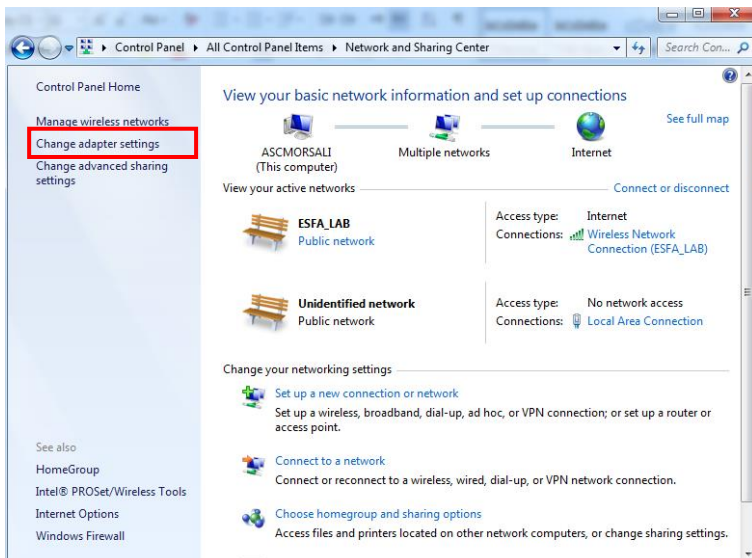 Control Panel ▸ All Control Panel Items ▸ Network and Sharing Center
Search Con...
Control Panel Home
Manage wireless networks
Change adapter settings
Change advanced sharing
settings
See also
HomeGroup
Intel® PROSet/Wireless Tools
Internet Options
Windows Firewall
View your basic network information and set up connections
See full map
ASCMORSALI
(This computer)
Multiple networks
Internet
View your active networks
Connect or disconnect
ESFA_LAB
Public network
Access type: Internet
Connections: Wireless Network
Connection (ESFA_LAB)
Unidentified network
Public network
Access type: No network access
Connections: Local Area Connection
Change your networking settings
Set up a new connection or network
Set up a wireless, broadband, dial-up, ad hoc, or VPN connection; or set up a router or
access point.
Connect to a network
Connect or reconnect to a wireless, wired, dial-up, or VPN network connection.
Choose homegroup and sharing options
Access files and printers located on other network computers, or change sharing settings.